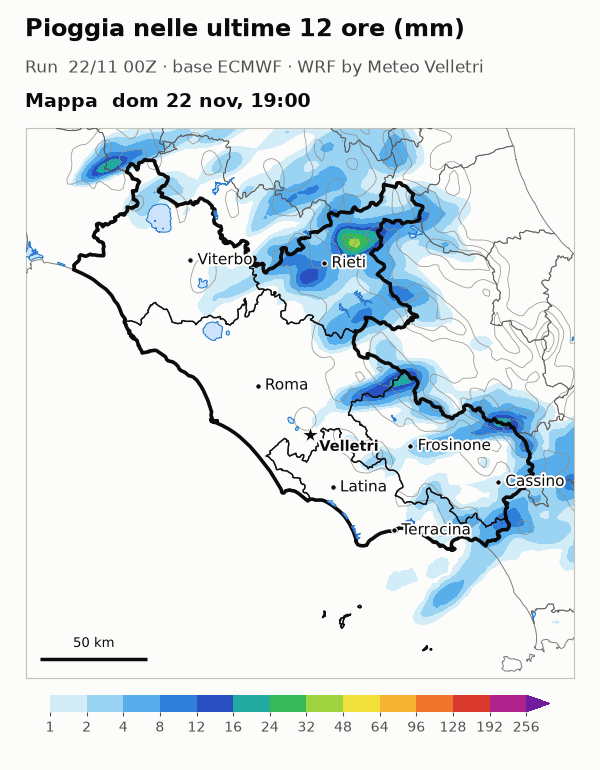 Pioggia nelle ultime 12 ore (mm)
Run  22/11 00Z · base ECMWF · WRF by Meteo Velletri
Mappa  dom 22 nov, 19:00
Viterbo
Rieti
Roma
Velletri
Frosinone
Latina
Cassino
Terracina
50 km
1 2 4 8 12 16 24 32 48 64 96 128 192 256